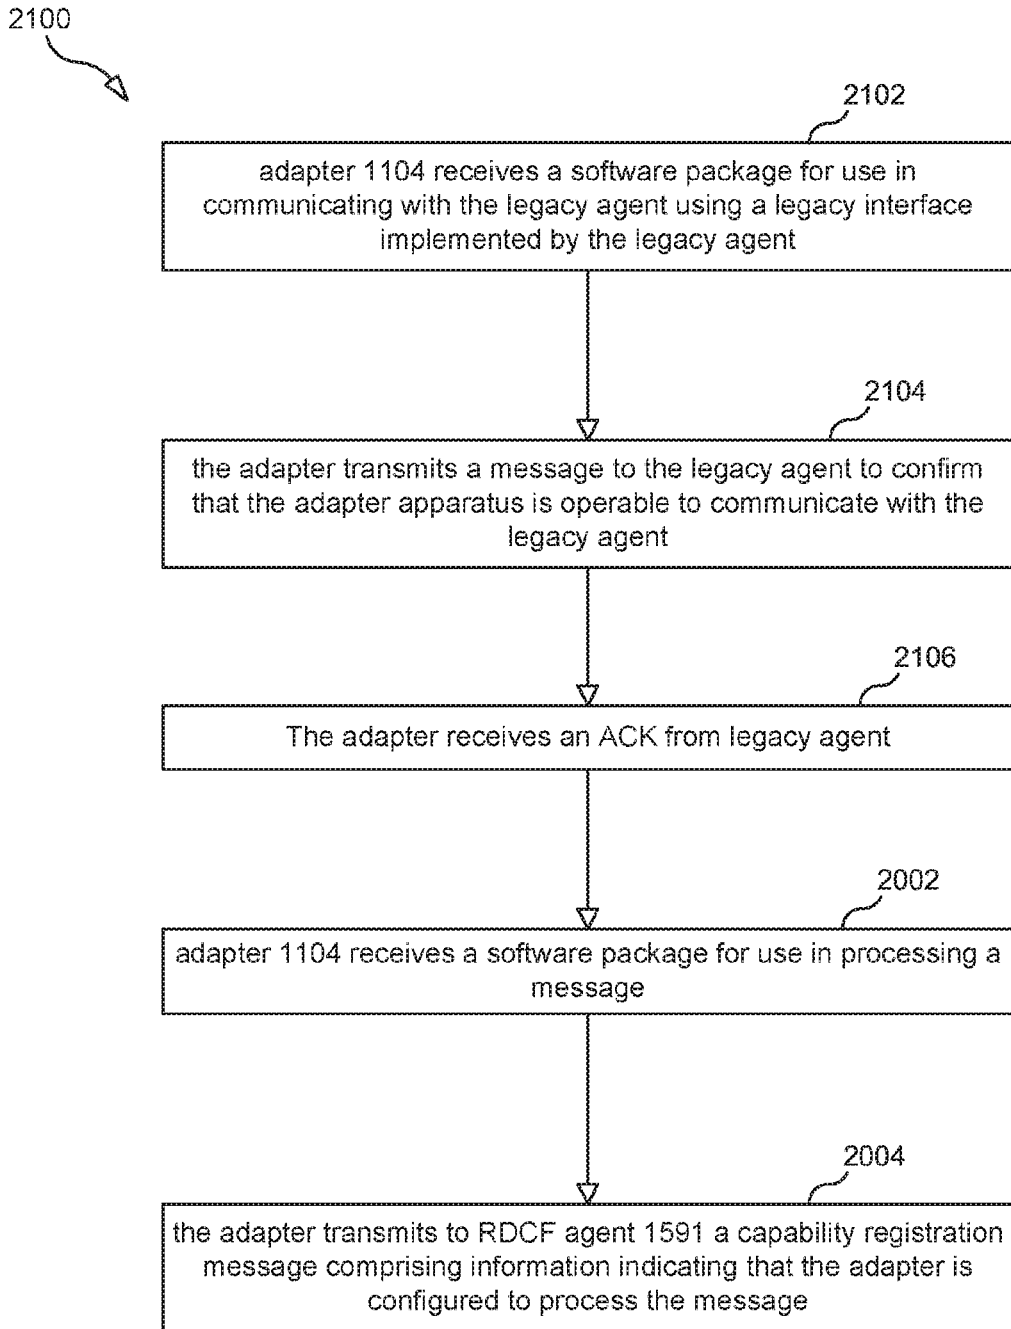 2100
2102
adapter 1104 receives a software package for use in
communicating with the legacy agent using a legacy interface
implemented by the legacy agent
2104
the adapter transmits a message to the legacy agent to confirm
that the adapter apparatus is operable to communicate with the
legacy agent
2106
The adapter receives an ACK from legacy agent
2002
adapter 1104 receives a software package for use in processing a
message
2004
the adapter transmits to RDCF agent 1591 a capability registration
message comprising information indicating that the adapter is
configured to process the message